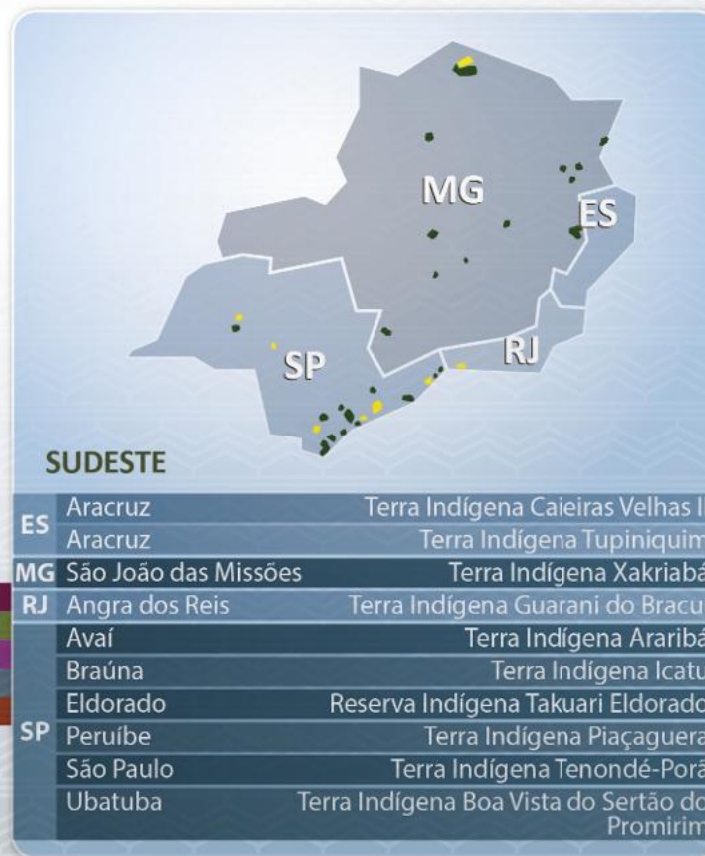 MG
ES
SP
RJ
SUDESTE
ES
Aracruz Terra Indígena Caieiras Velhas I
Aracruz Terra Indígena Tupiniquim
MG São João das Missões Terra Indígena Xakriabá
RJ Angra dos Reis Terra Indígena Guarani do Bracu
SP
Avaí Terra Indígena Araribá
Braúna Terra Indígena Icatu
Eldorado Reserva Indígena Takuari Eldorado
Peruíbe Terra Indígena Piaçaguera
São Paulo Terra Indígena Tenondé-Porã
Ubatuba Terra Indígena Boa Vista do Sertão do
Promirim